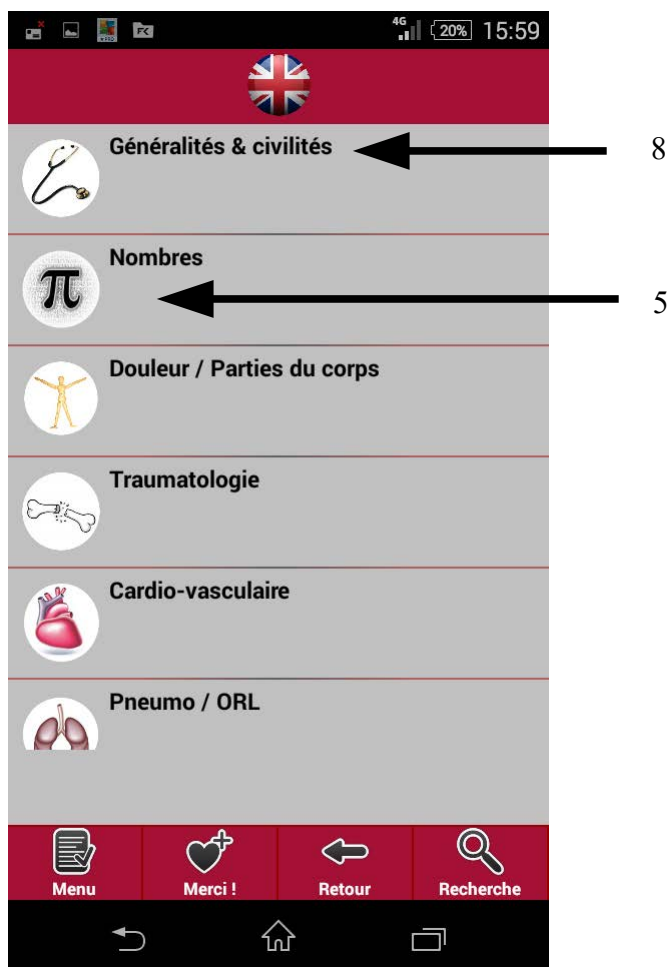 4G 20% 15:59
Généralités & civilités
8
Nombres
π
5
Douleur / Parties du corps
Traumatologie
Cardio-vasculaire
Pneumo / ORL
Menu Merci ! Retour Recherche